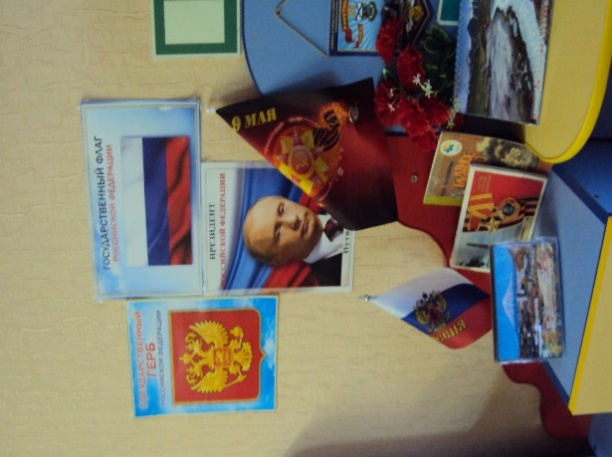 ГОСУДАРСТВЕННЫЙ ФЛАГ
РОССИЙСКОЙ ФЕДЕРАЦИИ
ПРЕЗИДЕНТ
РОССИЙСКОЙ ФЕДЕРАЦИИ
9 МАЯ
ГОСУДАРСТВЕННЫЙ
ГЕРБ
РОССИЙСКОЙ ФЕДЕРАЦИИ